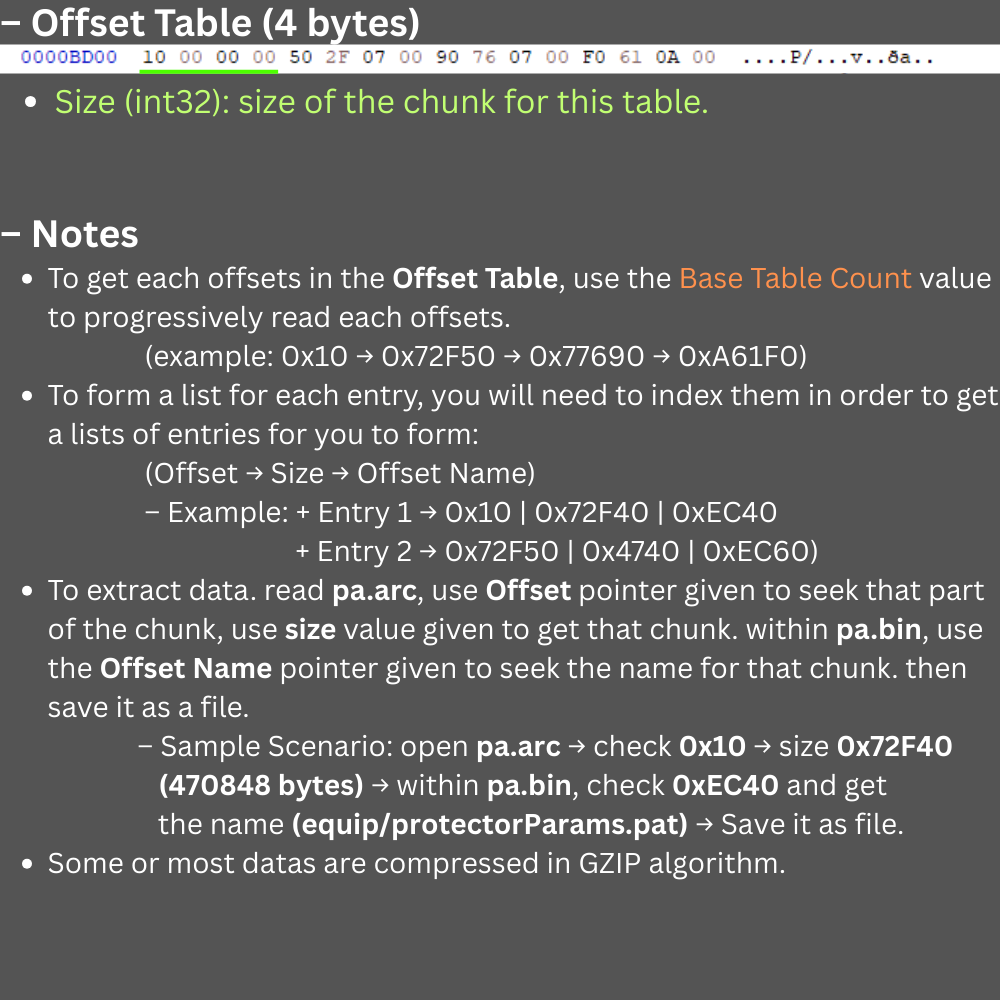 – Offset Table (4 bytes)
0000BD00 10 00 00 00 50 2F 07 00 90 76 07 00 F0 61 0A 00 ....P/...v..ða..
• Size (int32): size of the chunk for this table.
– Notes
• To get each offsets in the Offset Table, use the Base Table Count value
to progressively read each offsets.
(example: 0x10 → 0x72F50 → 0x77690 → 0xA61F0)
• To form a list for each entry, you will need to index them in order to get
a lists of entries for you to form:
(Offset → Size → Offset Name)
– Example: + Entry 1 → 0x10 | 0x72F40 | 0xEC40
+ Entry 2 → 0x72F50 | 0x4740 | 0xEC60)
• To extract data. read pa.arc, use Offset pointer given to seek that part
of the chunk, use size value given to get that chunk. within pa.bin, use
the Offset Name pointer given to seek the name for that chunk. then
save it as a file.
– Sample Scenario: open pa.arc → check 0x10 → size 0x72F40
(470848 bytes) → within pa.bin, check 0xEC40 and get
the name (equip/protectorParams.pat) → Save it as file.
• Some or most datas are compressed in GZIP algorithm.